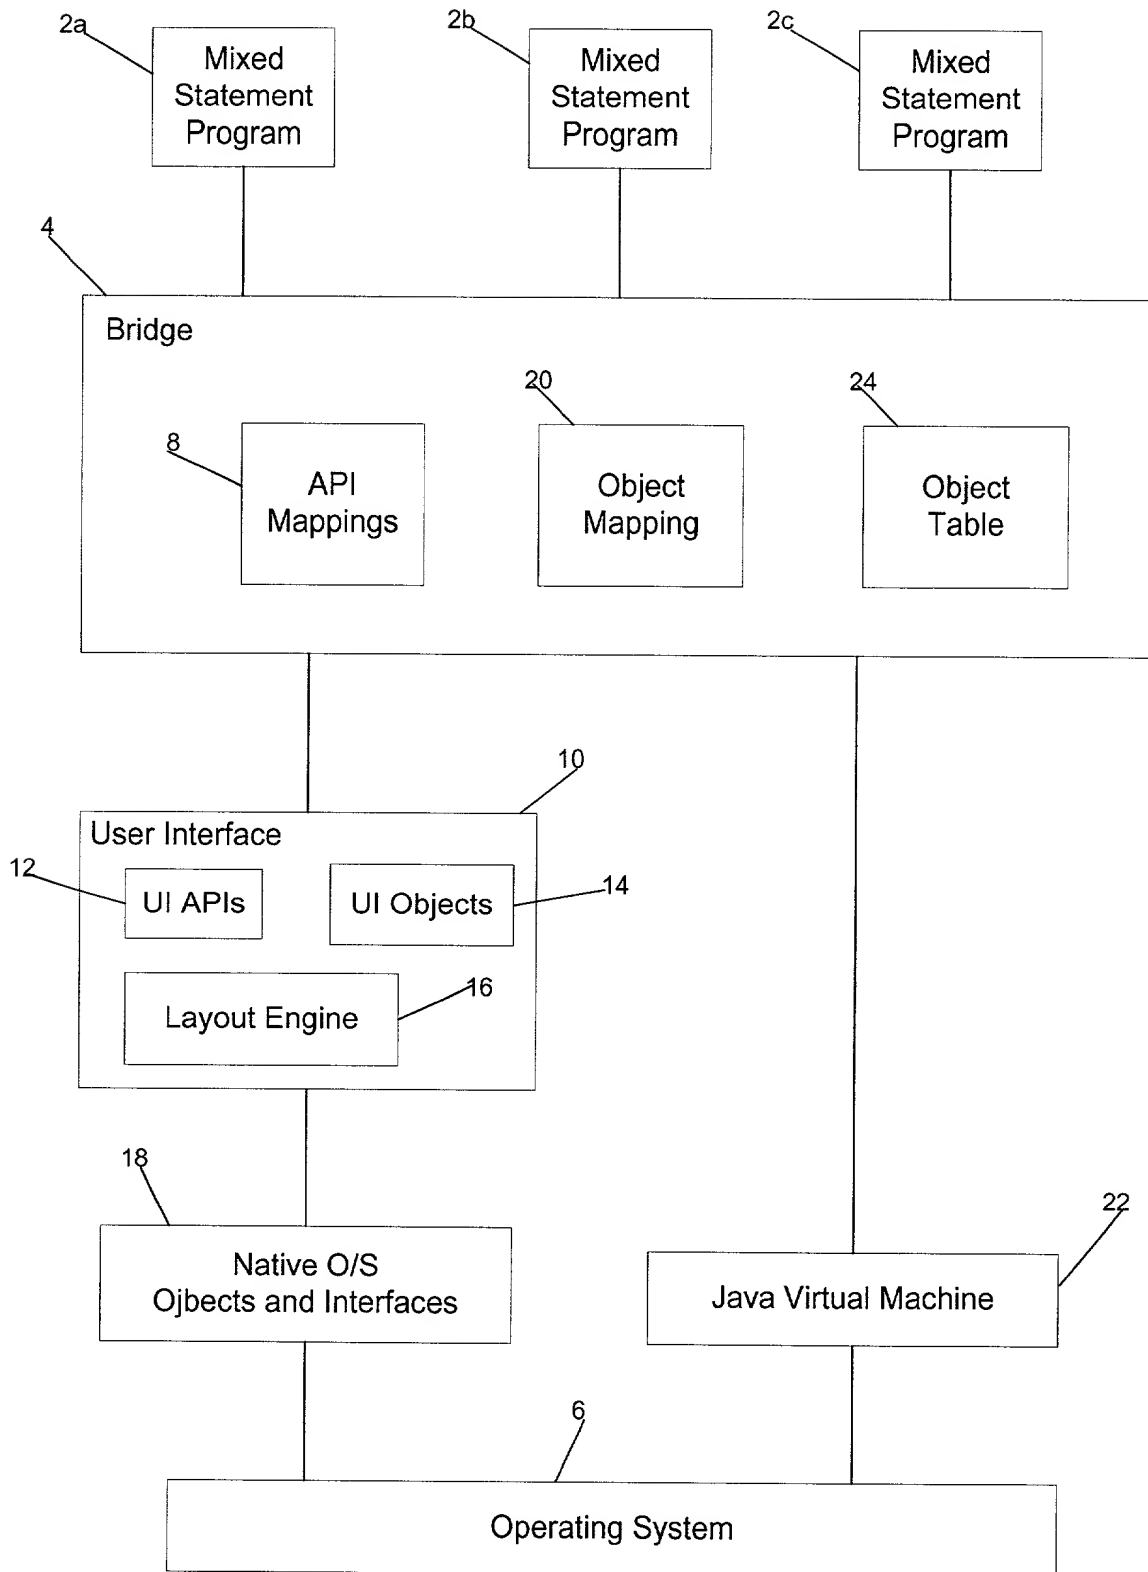 2a
2b
2c
Mixed
Statement
Program
Mixed
Statement
Program
Mixed
Statement
Program
4
Bridge
8
20
24
API
Mappings
Object
Mapping
Object
Table
10
User Interface
12
UI APIs
UI Objects
14
16
Layout Engine
18
22
Native O/S
Ojbects and Interfaces
Java Virtual Machine
6
Operating System